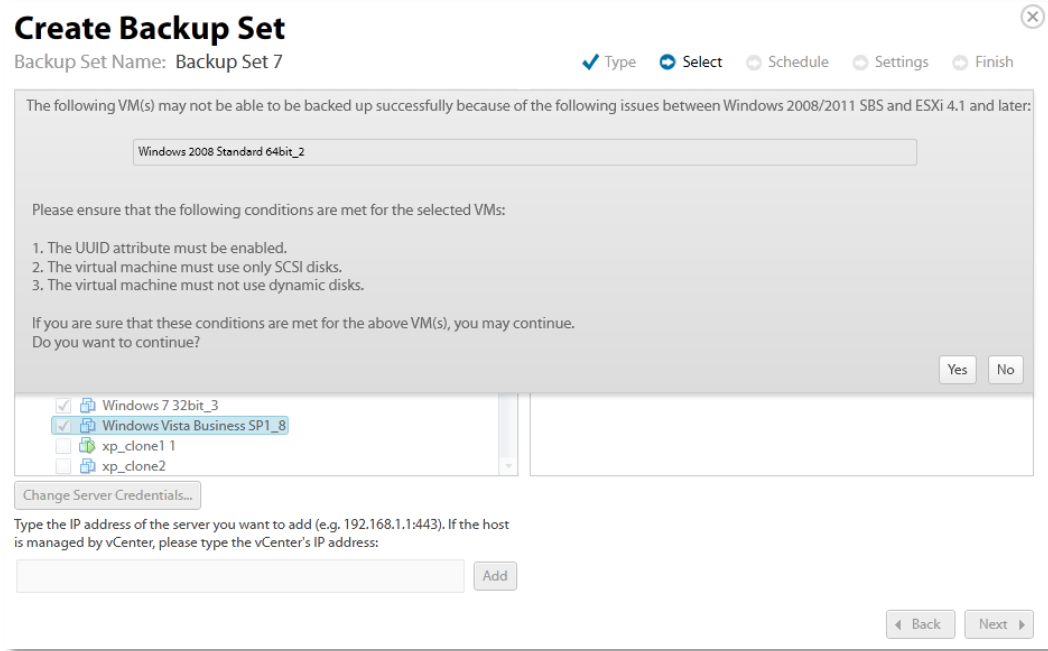 Create Backup Set
Backup Set Name: Backup Set 7
Type Select Schedule Settings Finish
The following VM(s) may not be able to be backed up successfully because of the following issues between Windows 2008/2011 SBS and ESXi 4.1 and later:
Windows 2008 Standard 64bit_2
Please ensure that the following conditions are met for the selected VMs:
1. The UUID attribute must be enabled.
2. The virtual machine must use only SCSI disks.
3. The virtual machine must not use dynamic disks.
If you are sure that these conditions are met for the above VM(s), you may continue.
Do you want to continue?
Yes No
Windows 7 32bit_3
Windows Vista Business SP1_8
xp_clone1 1
xp_clone2
Change Server Credentials...
Type the IP address of the server you want to add (e.g. 192.168.1.1:443). If the host
is managed by vCenter, please type the vCenter's IP address:
Add
Back Next